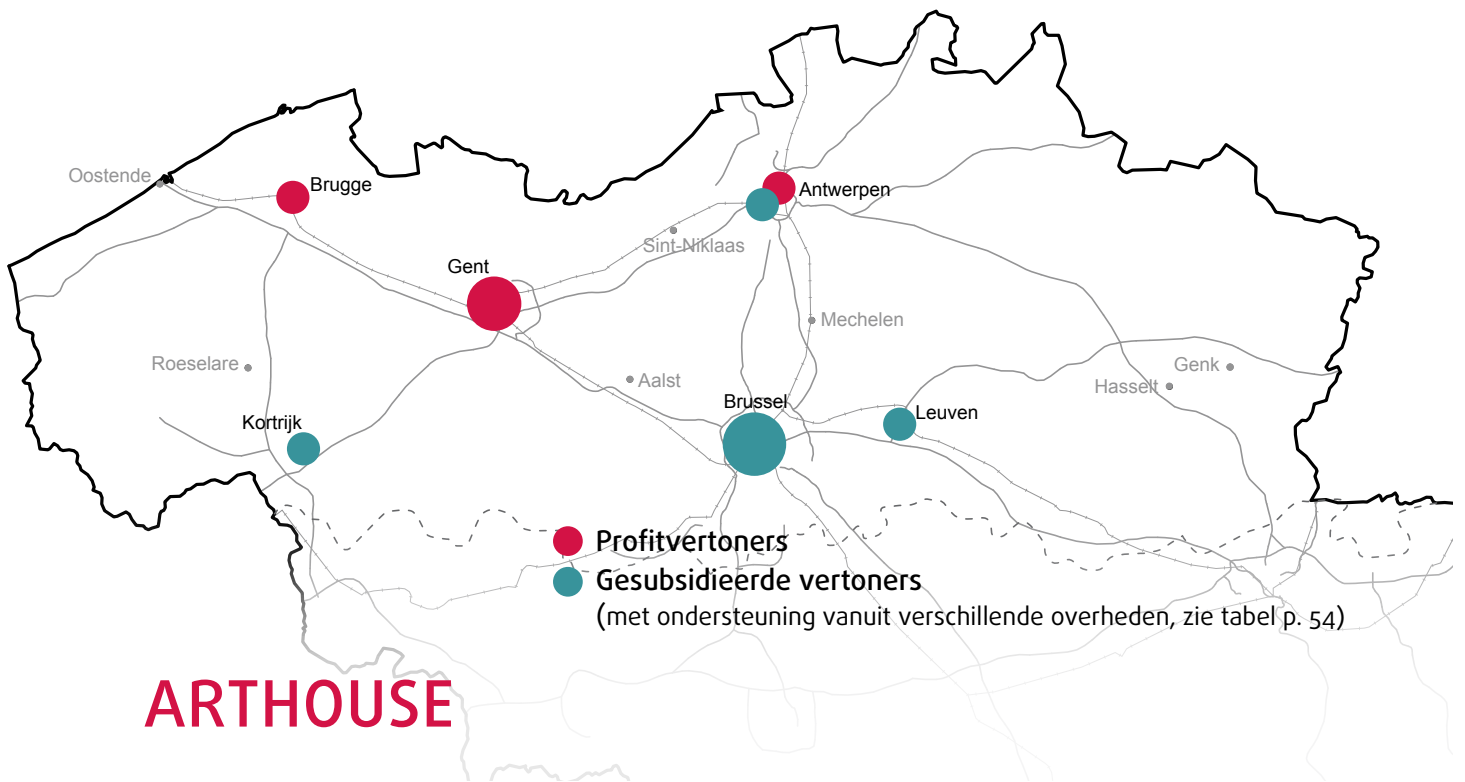 Oostende
Brugge
Antwerpen
Sint-Niklaas
Gent
Mechelen
Roeselare
Aalst
Genk
Hasselt
Brussel
Leuven
Kortrijk
Profitvertoners
Gesubsidieerde vertoners
(met ondersteuning vanuit verschillende overheden, zie tabel p. 54)
ARTHOUSE